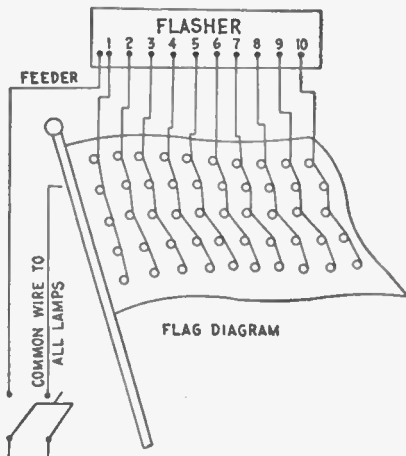 FLASHER
1 2 3 4 5 6 7 8 9 10
FEEDER
COMMON WIRE TO
ALL LAMPS
FLAG DIAGRAM